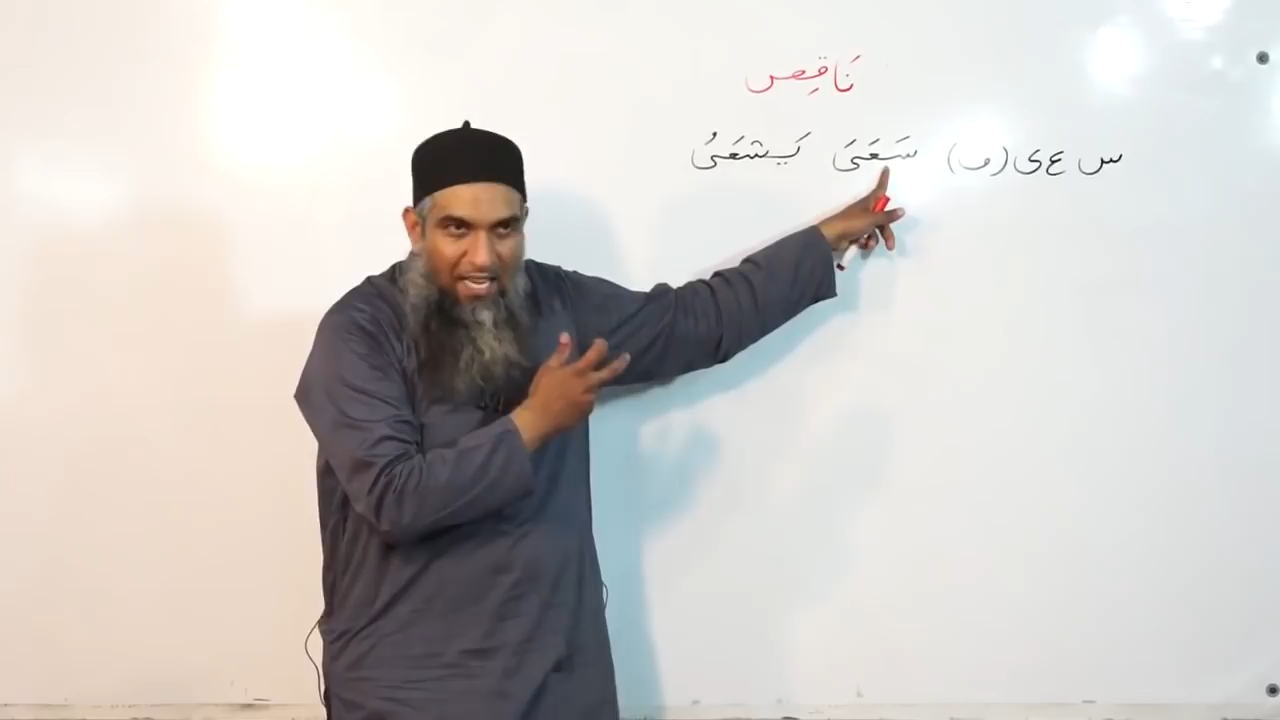 نَاقِص
س ع ى (ف) سَعَىَ يَسْعَىُ